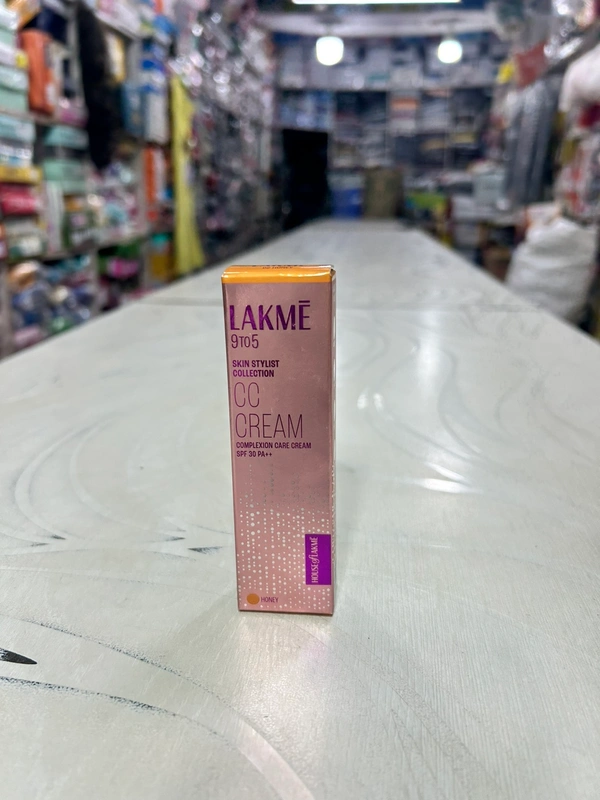 LAKMĒ
9TO5
SKIN STYLIST
COLLECTION
CC
CREAM
COMPLEXION CARE CREAM
SPF 30 PA++
HOUSE of LAKMĒ
HONEY